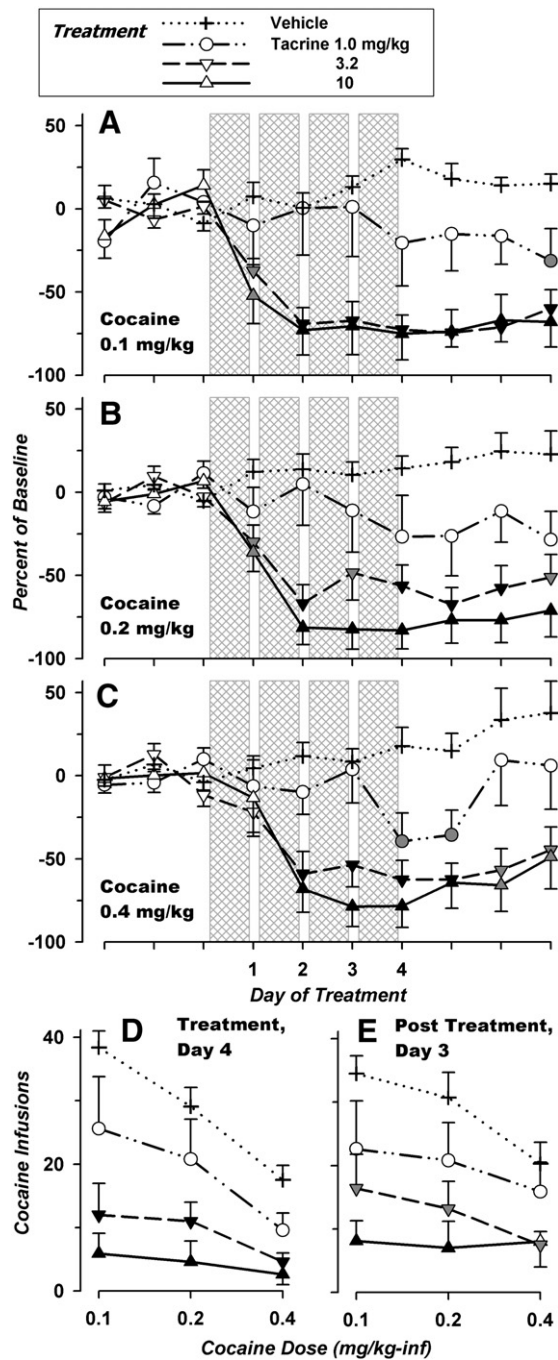 Treatment
Vehicle
Tacrine 1.0 mg/kg
3.2
10
A
50
0
-50
-100
Cocaine
0.1 mg/kg
B
50
0
-50
-100
Cocaine
0.2 mg/kg
Percent of Baseline
C
50
0
-50
-100
Cocaine
0.4 mg/kg
1 2 3 4
Day of Treatment
D Treatment,
Day 4
E Post Treatment,
Day 3
40
20
0
Cocaine Infusions
0.1 0.2 0.4
0.1 0.2 0.4
Cocaine Dose (mg/kg-inf)